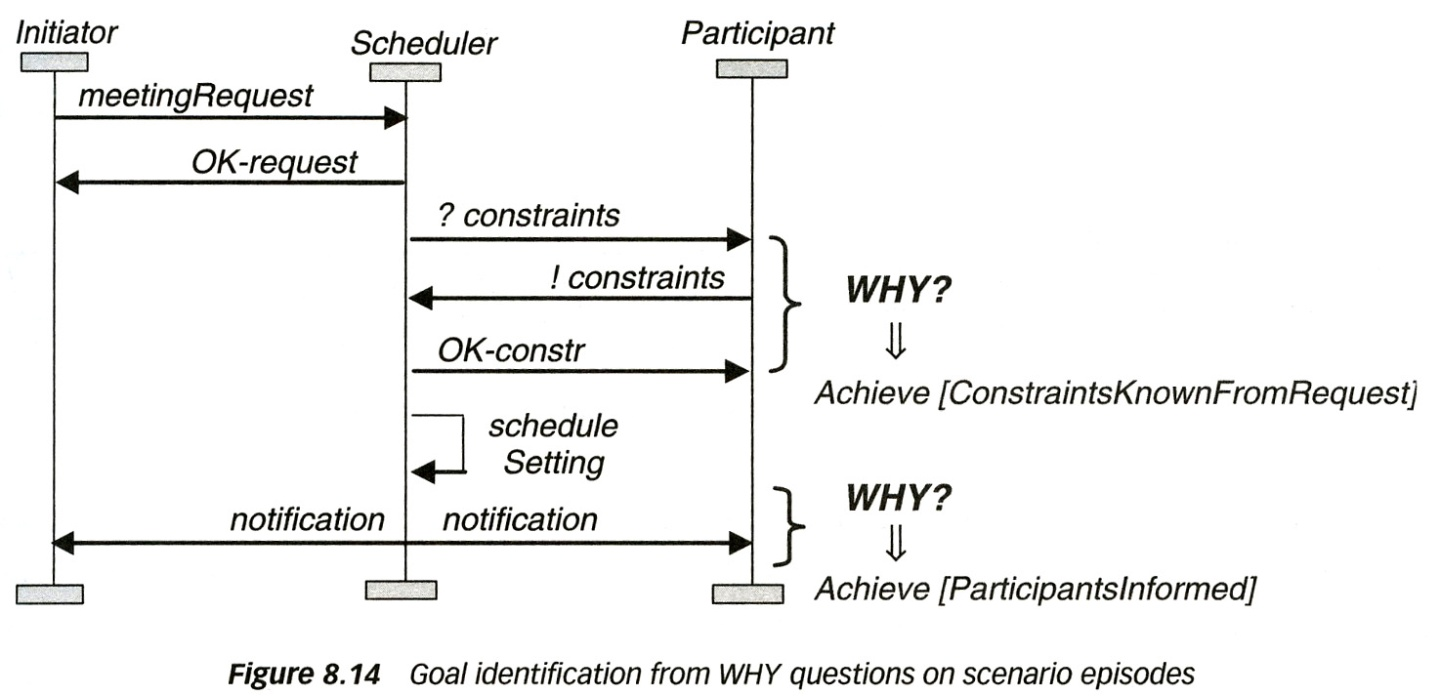 Initiator
Scheduler
Participant
meetingRequest
OK-request
? constraints
! constraints
WHY?
OK-constr
Achieve [ConstraintsKnownFromRequest]
schedule
Setting
WHY?
notification notification
Achieve [ParticipantsInformed]
Figure 8.14 Goal identification from WHY questions on scenario episodes